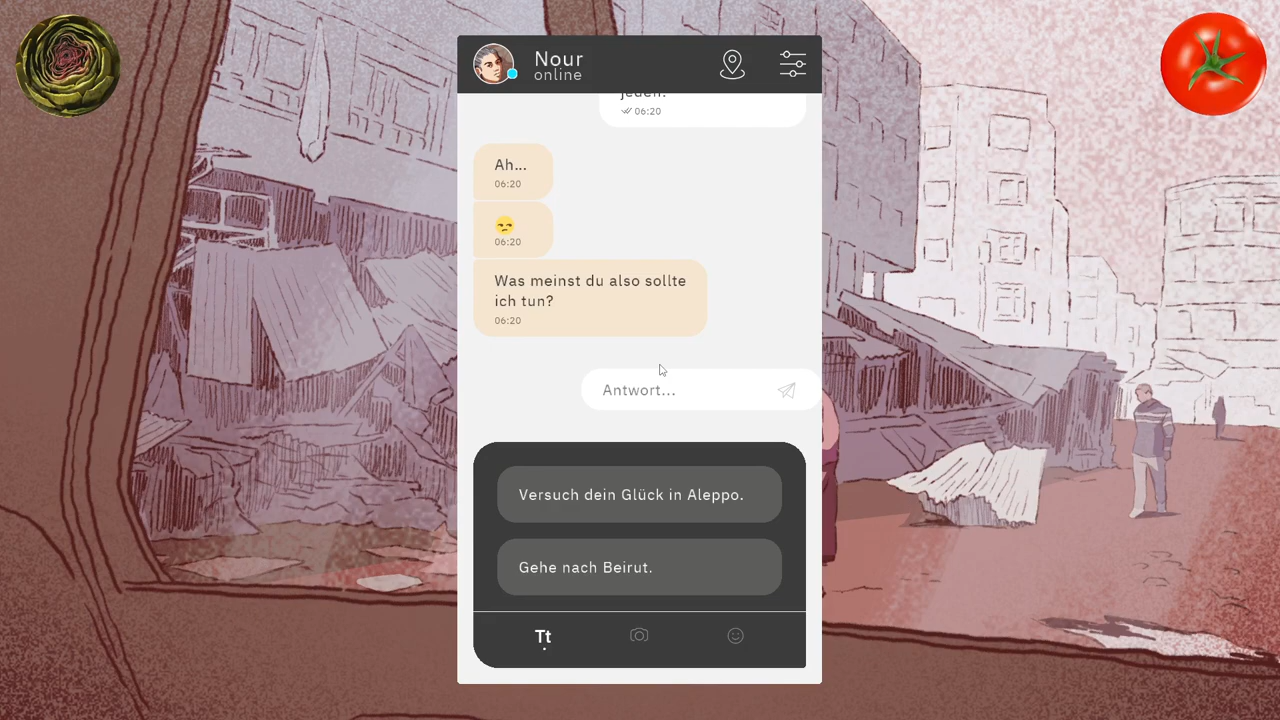 Nour
online
jeden.
06:20
Ah...
06:20
06:20
Was meinst du also sollte
ich tun?
06:20
Antwort...
Versuch dein Glück in Aleppo.
Gehe nach Beirut.
Tt